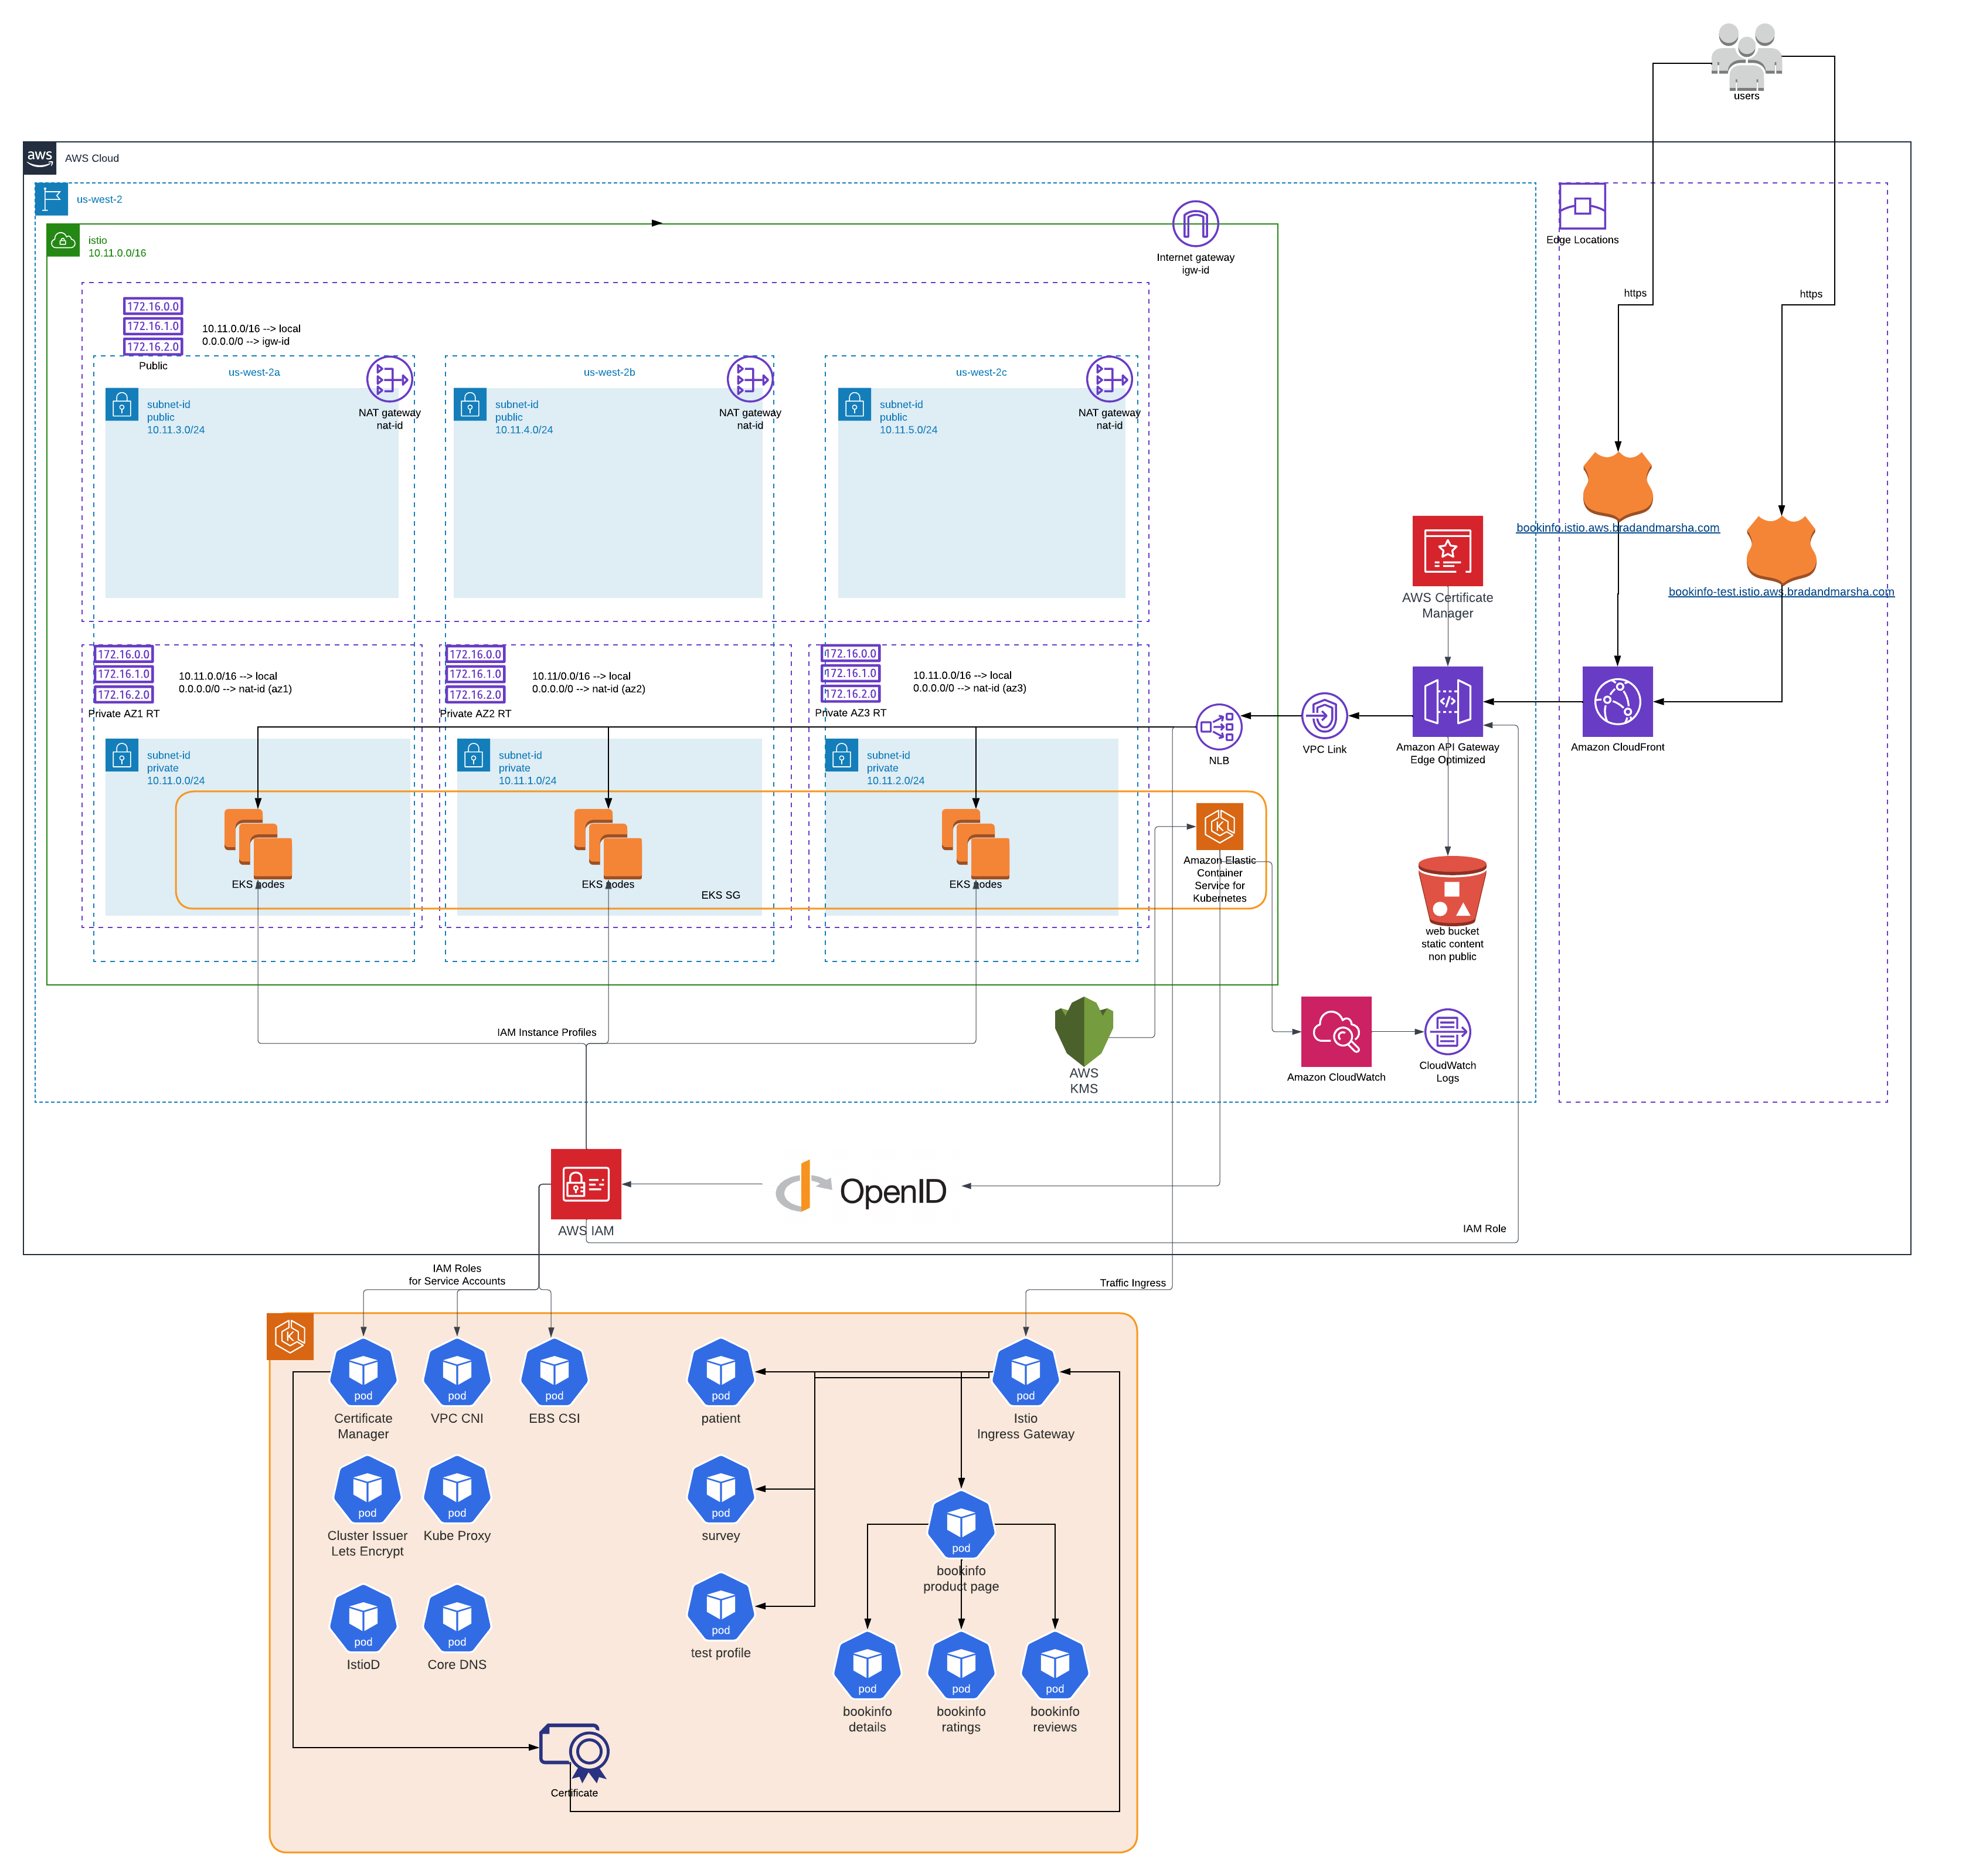 users
aws
AWS Cloud
us-west-2
istio
10.11.0.0/16
Internet gateway
igw-id
Edge Locations
https
https
172.16.0.0
172.16.1.0
172.16.2.0
Public
10.11.0.0/16 --> local
0.0.0.0/0 --> igw-id
us-west-2a
us-west-2b
us-west-2c
subnet-id
public
10.11.3.0/24
NAT gateway
nat-id
subnet-id
public
10.11.4.0/24
NAT gateway
nat-id
subnet-id
public
10.11.5.0/24
NAT gateway
nat-id
bookinfo.istio.aws.bradandmarsha.com
bookinfo-test.istio.aws.bradandmarsha.com
AWS Certificate
Manager
172.16.0.0
172.16.1.0
172.16.2.0
Private AZ1 RT
10.11.0.0/16 --> local
0.0.0.0/0 --> nat-id (az1)
172.16.0.0
172.16.1.0
172.16.2.0
Private AZ2 RT
10.11/0.0/16 --> local
0.0.0.0/0 --> nat-id (az2)
172.16.0.0
172.16.1.0
172.16.2.0
Private AZ3 RT
10.11.0.0/16 --> local
0.0.0.0/0 --> nat-id (az3)
NLB
VPC Link
Amazon API Gateway
Edge Optimized
Amazon CloudFront
subnet-id
private
10.11.0.0/24
subnet-id
private
10.11.1.0/24
subnet-id
private
10.11.2.0/24
EKS nodes
EKS nodes
EKS nodes
EKS SG
K
Amazon Elastic
Container
Service for
Kubernetes
web bucket
static content
non public
IAM Instance Profiles
AWS
KMS
Amazon CloudWatch
CloudWatch
Logs
AWS IAM
OpenID
IAM Role
IAM Roles
for Service Accounts
Traffic Ingress
K
pod
Certificate
Manager
pod
VPC CNI
pod
EBS CSI
pod
patient
pod
Istio
Ingress Gateway
pod
Cluster Issuer
Lets Encrypt
pod
Kube Proxy
pod
survey
pod
bookinfo
product page
pod
IstioD
pod
Core DNS
pod
test profile
pod
bookinfo
details
pod
bookinfo
ratings
pod
bookinfo
reviews
Certificate